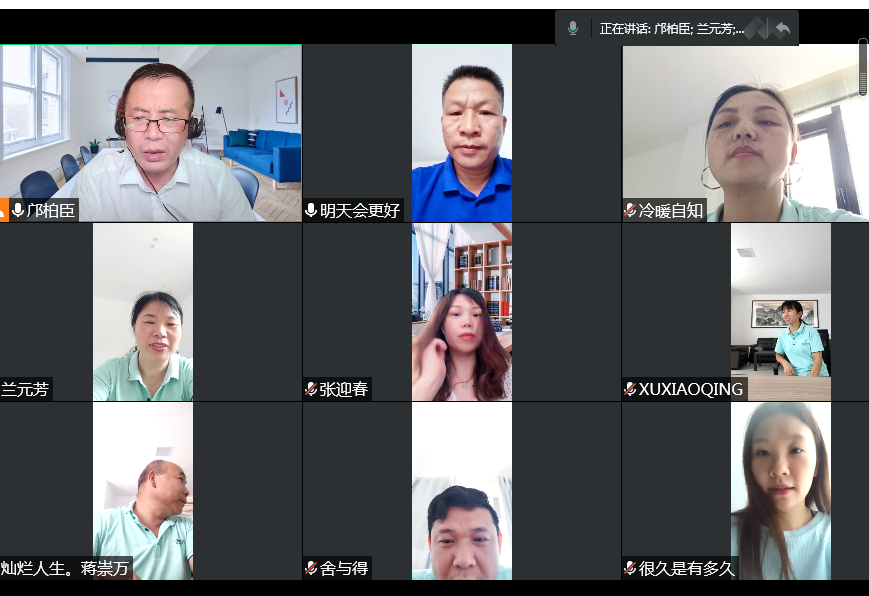 正在讲话: 邝柏臣; 兰元芳;...
邝柏臣
明天会更好
冷暖自知
兰元芳
张迎春
XUXIAOQING
灿烂人生。蒋崇万
舍与得
很久是有多久